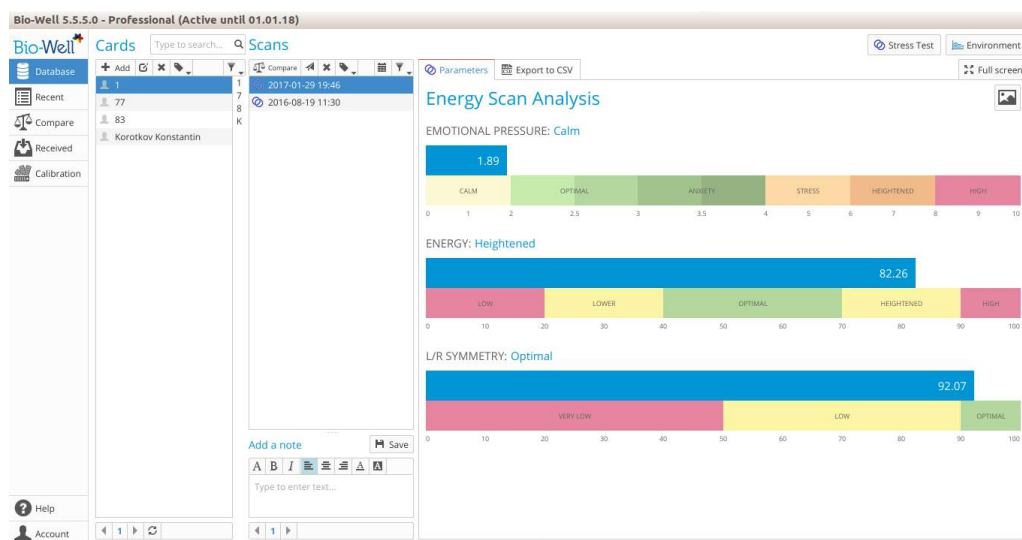 Bio-Well 5.5.5.0 - Professional (Active until 01.01.18)
Bio-Well
Database
Recent
Compare
Received
Calibration
Help
Account
Cards
Type to search...
Add
1
77
83
Korotkov Konstantin
1
7
8
K
1
Scans
Compare
2017-01-29 19:46
2016-08-19 11:30
Add a note
Save
A B I A A
Type to enter text...
1
Stress Test
Environment
Parameters
Export to CSV
Full screen
Energy Scan Analysis
EMOTIONAL PRESSURE: Calm
1.89
CALM OPTIMAL ANXIETY STRESS HEIGHTENED HIGH
0 1 2 2.5 3 3.5 4 5 6 7 8 9 10
ENERGY: Heightened
82.26
LOW LOWER OPTIMAL HEIGHTENED HIGH
0 10 20 30 40 50 60 70 80 90 100
L/R SYMMETRY: Optimal
92.07
VERY LOW LOW OPTIMAL
0 10 20 30 40 50 60 70 80 90 100